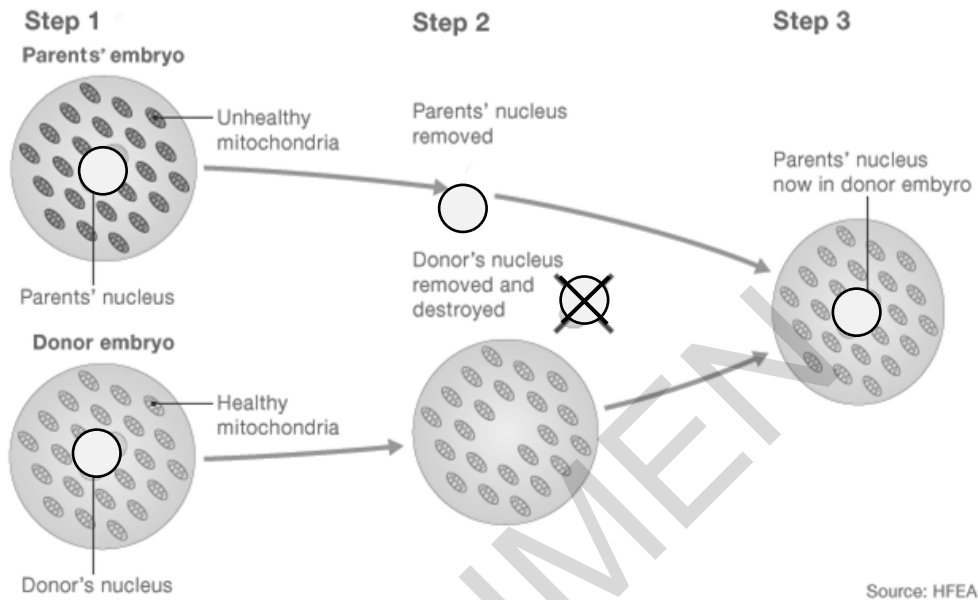 Step 1
Parents' embryo
Unhealthy
mitochondria
Parents' nucleus
Donor embryo
Healthy
mitochondria
Donor's nucleus
Step 2
Parents' nucleus
removed
Donor's nucleus
removed and
destroyed
Step 3
Parents' nucleus
now in donor embyro
Source: HFEA